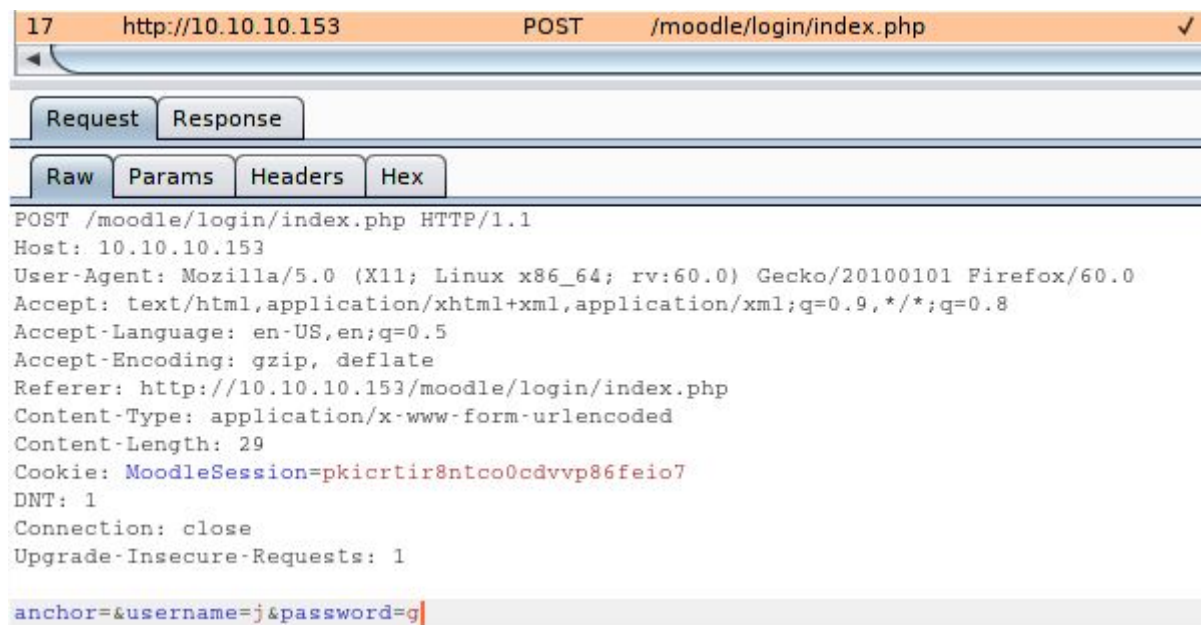 17 http://10.10.10.153 POST /moodle/login/index.php ✓
Request Response
Raw Params Headers Hex
POST /moodle/login/index.php HTTP/1.1
Host: 10.10.10.153
User-Agent: Mozilla/5.0 (X11; Linux x86_64; rv:60.0) Gecko/20100101 Firefox/60.0
Accept: text/html,application/xhtml+xml,application/xml;q=0.9,*/*;q=0.8
Accept-Language: en-US,en;q=0.5
Accept-Encoding: gzip, deflate
Referer: http://10.10.10.153/moodle/login/index.php
Content-Type: application/x-www-form-urlencoded
Content-Length: 29
Cookie: MoodleSession=pkicrtir8ntco0cdvvp86feio7
DNT: 1
Connection: close
Upgrade-Insecure-Requests: 1
anchor=&username=j&password=g